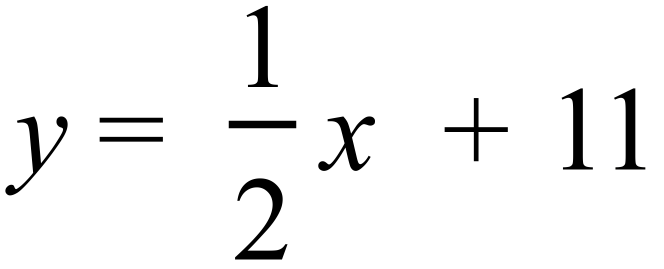 y = 1/2 x + 11